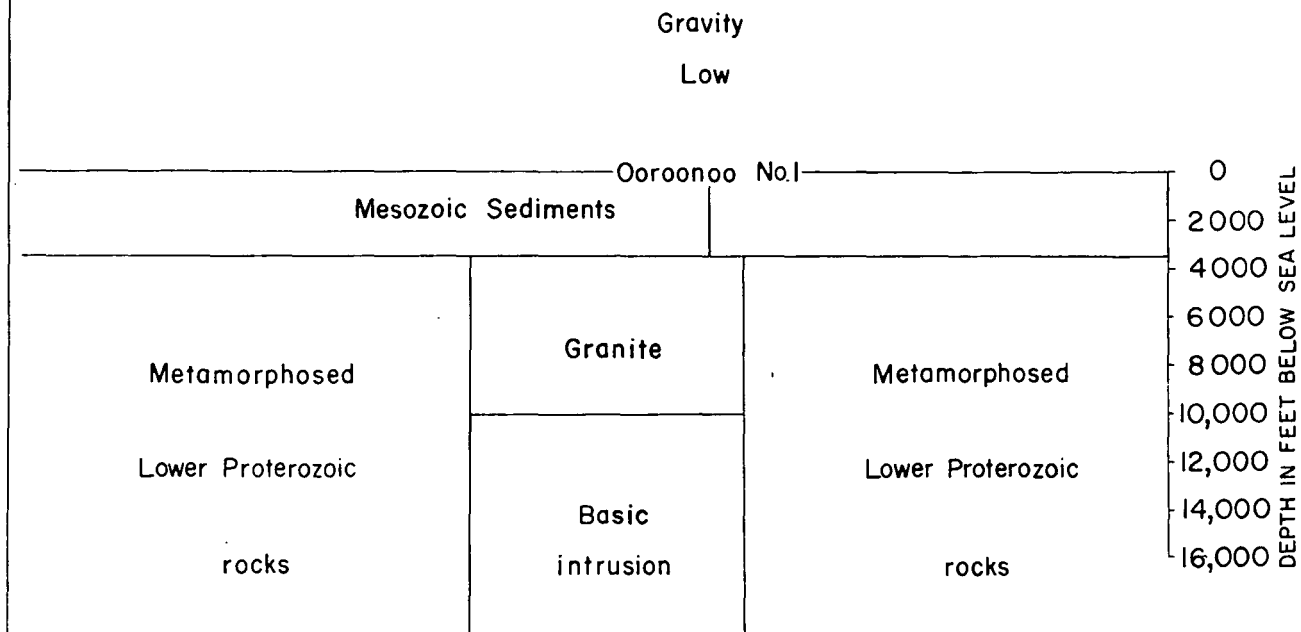 Gravity
Low
Ooroonoo No.1
Mesozoic Sediments
Granite
Metamorphosed
Lower Proterozoic
rocks
Basic
intrusion
Metamorphosed
Lower Proterozoic
rocks
0
2000
4000
6000
8000
10,000
12,000
14,000
16,000
DEPTH IN FEET BELOW SEA LEVEL